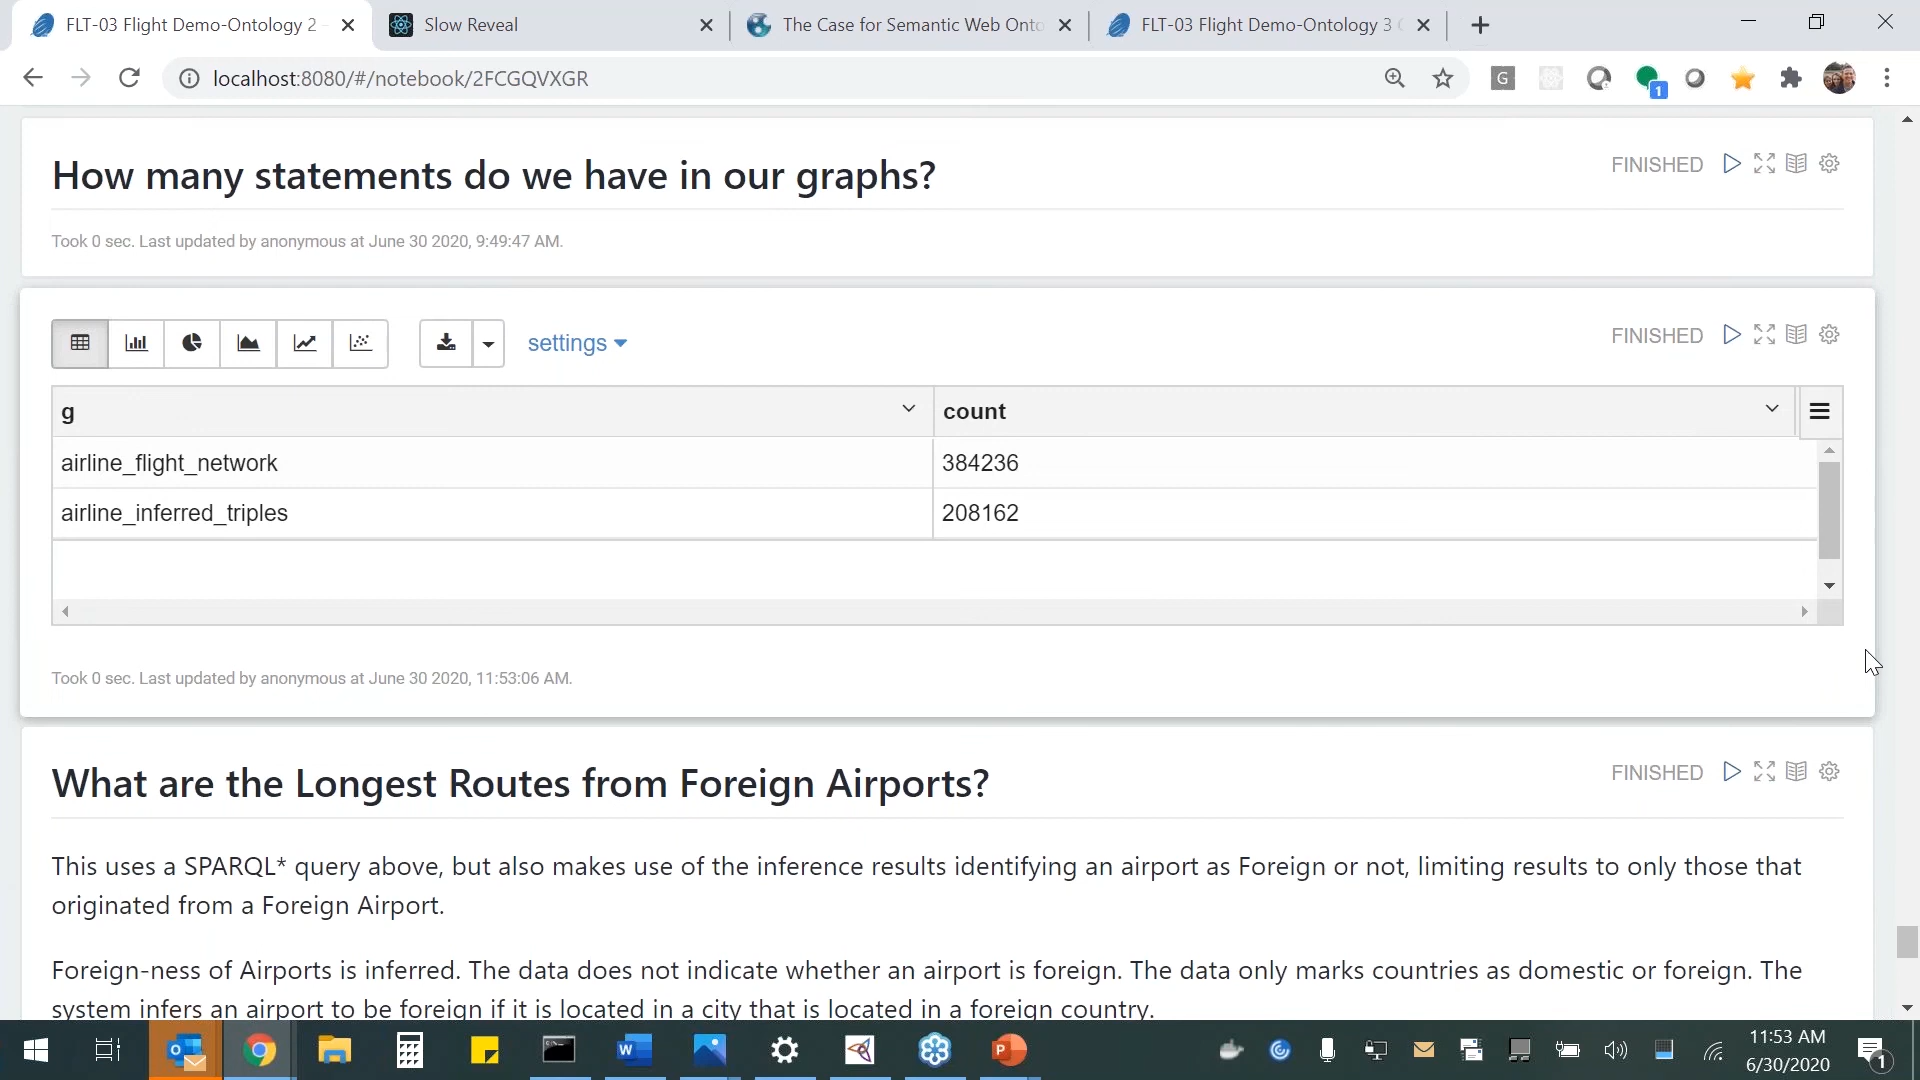 FLT-03 Flight Demo-Ontology 2 -
Slow Reveal
The Case for Semantic Web Onto
FLT-03 Flight Demo-Ontology 3
localhost:8080/#/notebook/2FCGQVXGR
G
1
How many statements do we have in our graphs?
FINISHED
Took 0 sec. Last updated by anonymous at June 30 2020, 9:49:47 AM.
settings
FINISHED
g
count
airline_flight_network
384236
airline_inferred_triples
208162
Took 0 sec. Last updated by anonymous at June 30 2020, 11:53:06 AM.
What are the Longest Routes from Foreign Airports?
FINISHED
This uses a SPARQL* query above, but also makes use of the inference results identifying an airport as Foreign or not, limiting results to only those that
originated from a Foreign Airport.
Foreign-ness of Airports is inferred. The data does not indicate whether an airport is foreign. The data only marks countries as domestic or foreign. The
system infers an airport to be foreign if it is located in a city that is located in a foreign country.
11:53 AM
6/30/2020
1